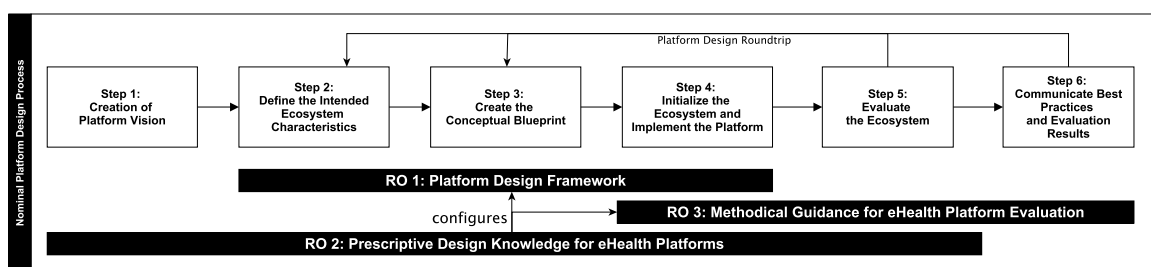 Nominal Platform Design Process
Platform Design Roundtrip
Step 1:
Creation of
Platform Vision
Step 2:
Define the Intended
Ecosystem
Characteristics
Step 3:
Create the
Conceptual Blueprint
Step 4:
Initialize the
Ecosystem and
Implement the Platform
Step 5:
Evaluate
the Ecosystem
Step 6:
Communicate Best
Practices
and Evaluation
Results
RO 1: Platform Design Framework
configures
RO 3: Methodical Guidance for eHealth Platform Evaluation
RO 2: Prescriptive Design Knowledge for eHealth Platforms